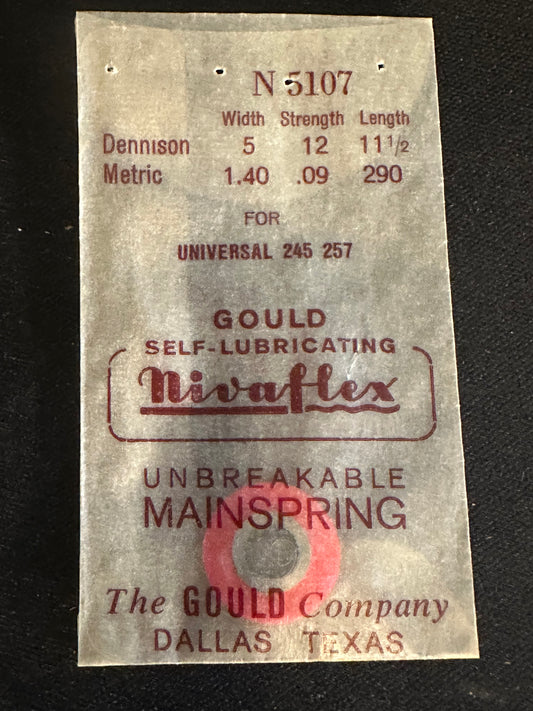 N 5107
Width Strength Length
Dennison 5 12 11 1/2
Metric 1.40 .09 290
FOR
UNIVERSAL 245 257
GOULD
SELF-LUBRICATING
Nivaflex
UNBREAKABLE
MAINSPRING
The GOULD Company
DALLAS TEXAS